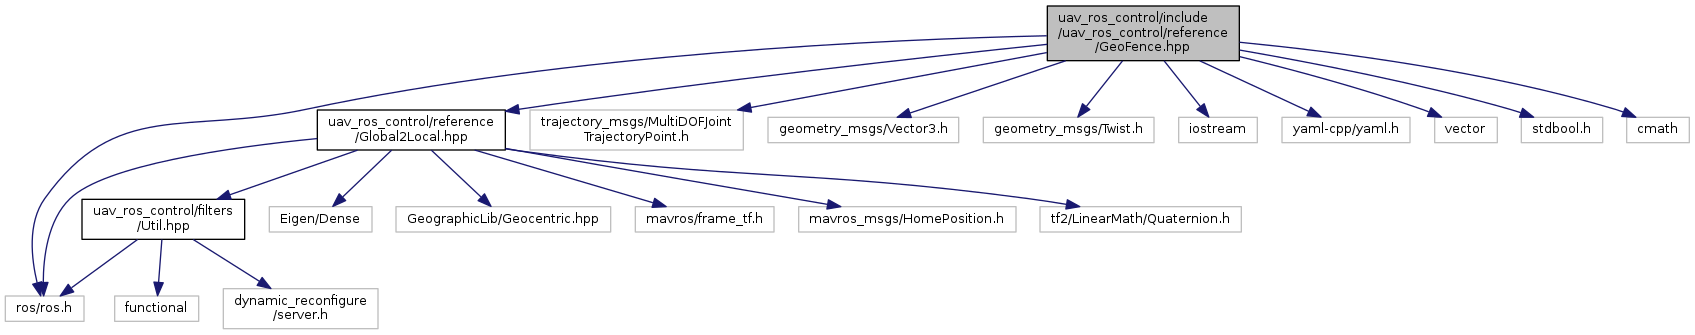 uav_ros_control/include
/uav_ros_control/reference
/GeoFence.hpp
uav_ros_control/reference
/Global2Local.hpp
trajectory_msgs/MultiDOFJoint
TrajectoryPoint.h
geometry_msgs/Vector3.h
geometry_msgs/Twist.h
iostream
yaml-cpp/yaml.h
vector
stdbool.h
cmath
uav_ros_control/filters
/Util.hpp
Eigen/Dense
GeographicLib/Geocentric.hpp
mavros/frame_tf.h
mavros_msgs/HomePosition.h
tf2/LinearMath/Quaternion.h
ros/ros.h
functional
dynamic_reconfigure
/server.h